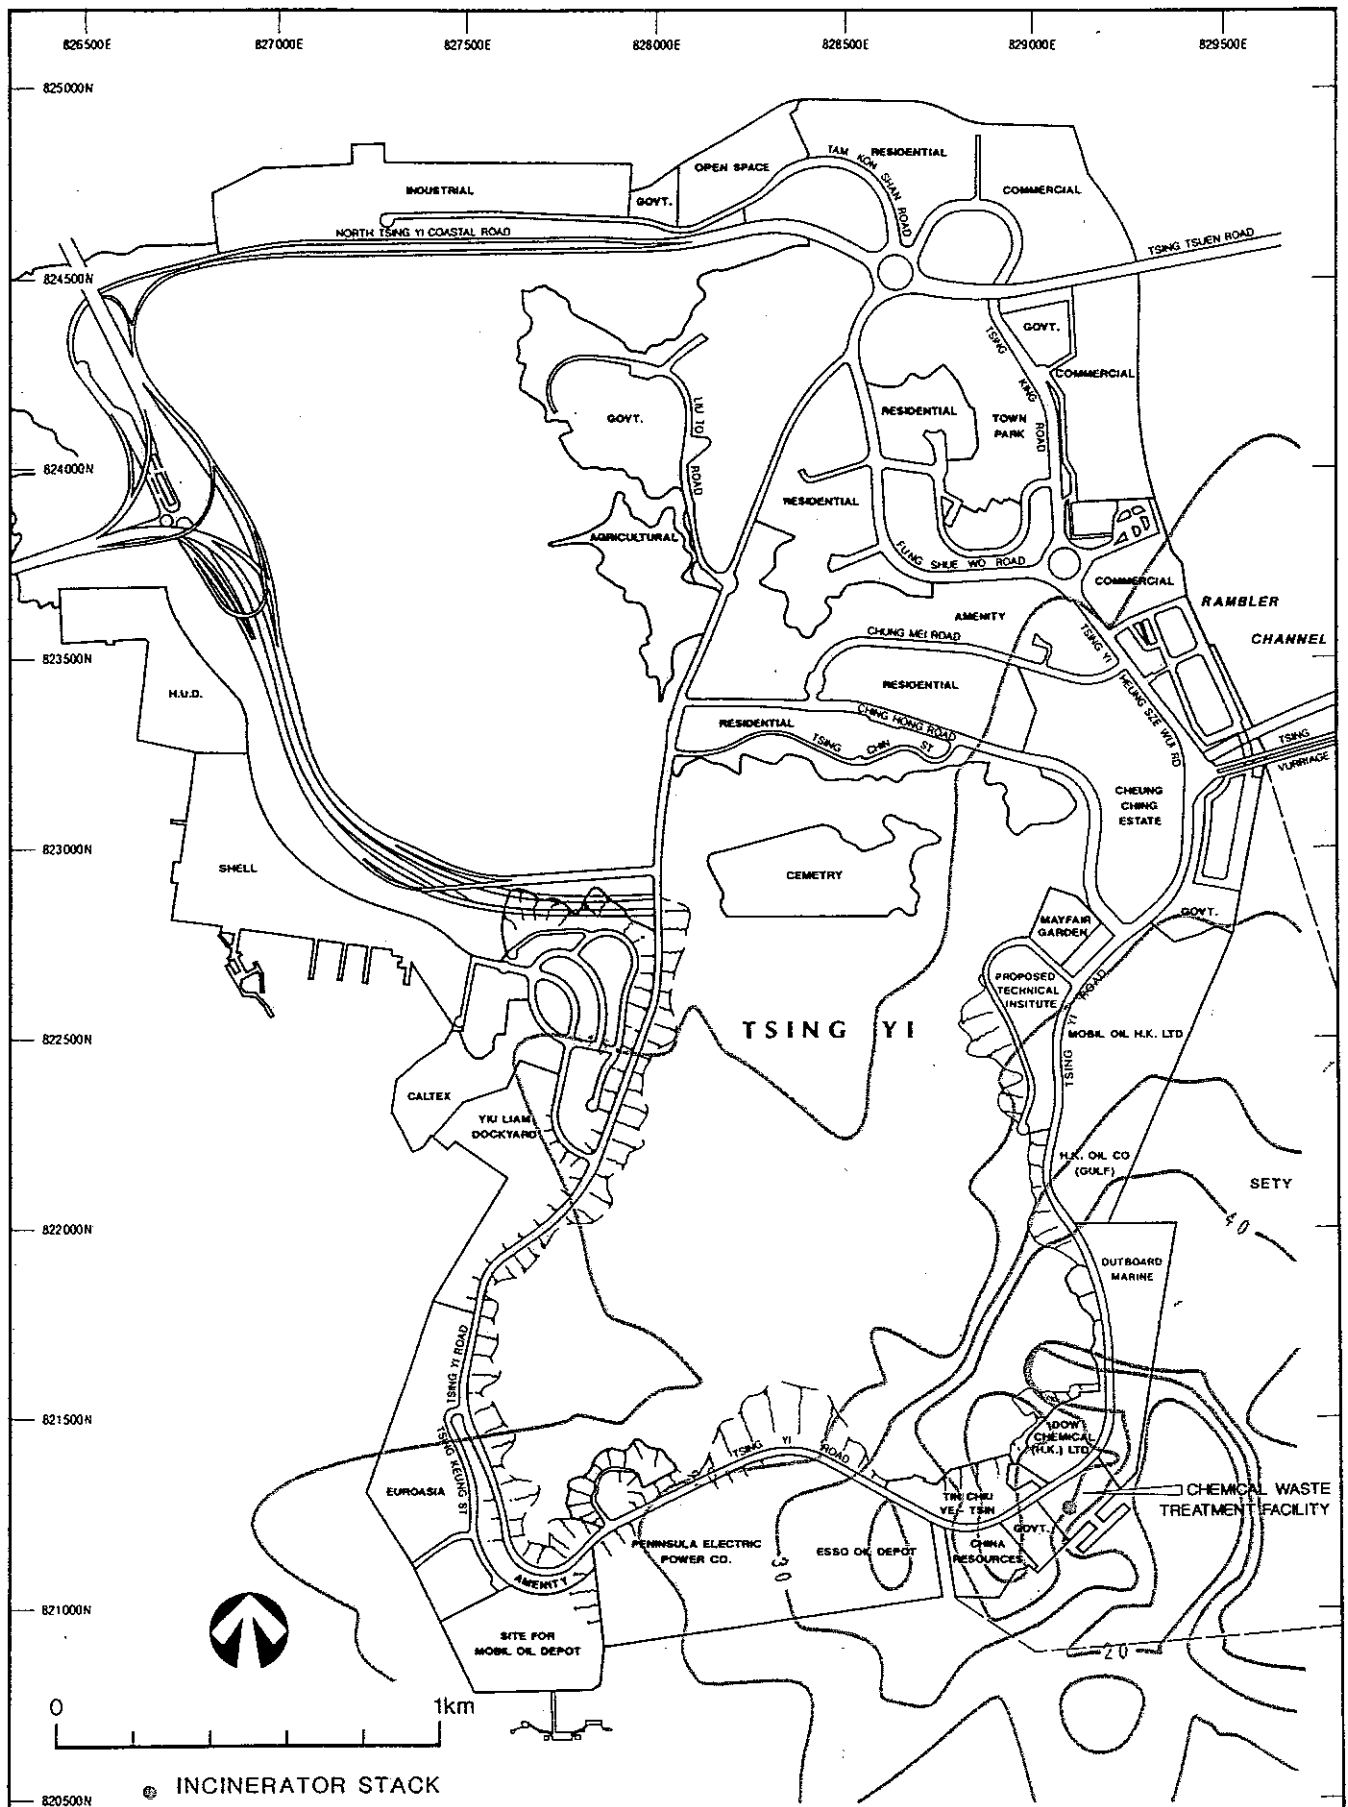 826500E
827000E
827500E
828000E
828500E
829000E
829500E
825000N
TAM KON SHAN ROAD
RESIDENTIAL
OPEN SPACE
INDUSTRIAL
GOVT.
COMMERCIAL
NORTH TSING YI COASTAL ROAD
TSING TSUEN ROAD
824500N
TSING KING ROAD
GOVT.
COMMERCIAL
LIU TO ROAD
GOVT.
RESIDENTIAL
TOWN
PARK
824000N
RESIDENTIAL
AGRICULTURAL
FUNG SHUE WO ROAD
COMMERCIAL
RAMBLER
CHANNEL
AMENITY
CHUNG MEI ROAD
TSING YI
HEUNG SZE WUI RD
823500N
H.U.D.
RESIDENTIAL
CHING HONG ROAD
RESIDENTIAL
TSING CHIN ST
TSING
VURRIAGE
CHEUNG
CHING
ESTATE
823000N
SHELL
CEMETRY
MAYFAIR
GARDEN
GOVT.
PROPOSED
TECHNICAL
INSITUTE
TSING YI ROAD
822500N
TSING YI
MOBIL OIL H.K. LTD
CALTEX
YIU LIAM
DOCKYARD
H.K. OIL CO
(GULF)
SETY
40
822000N
OUTBOARD
MARINE
TSING YI ROAD
821500N
TSING KEUNG ST
TSING YI ROAD
DOW
CHEMICAL
(H.K.) LTD
EUROASIA
CHEMICAL WASTE
TREATMENT FACILITY
GOVT.
PENINSULA ELECTRIC
POWER CO.
ESSO OIL DEPOT
CHINA
RESOURCES
30
AMENITY
821000N
SITE FOR
MOBIL OIL DEPOT
20
0
1km
INCINERATOR STACK
820500N